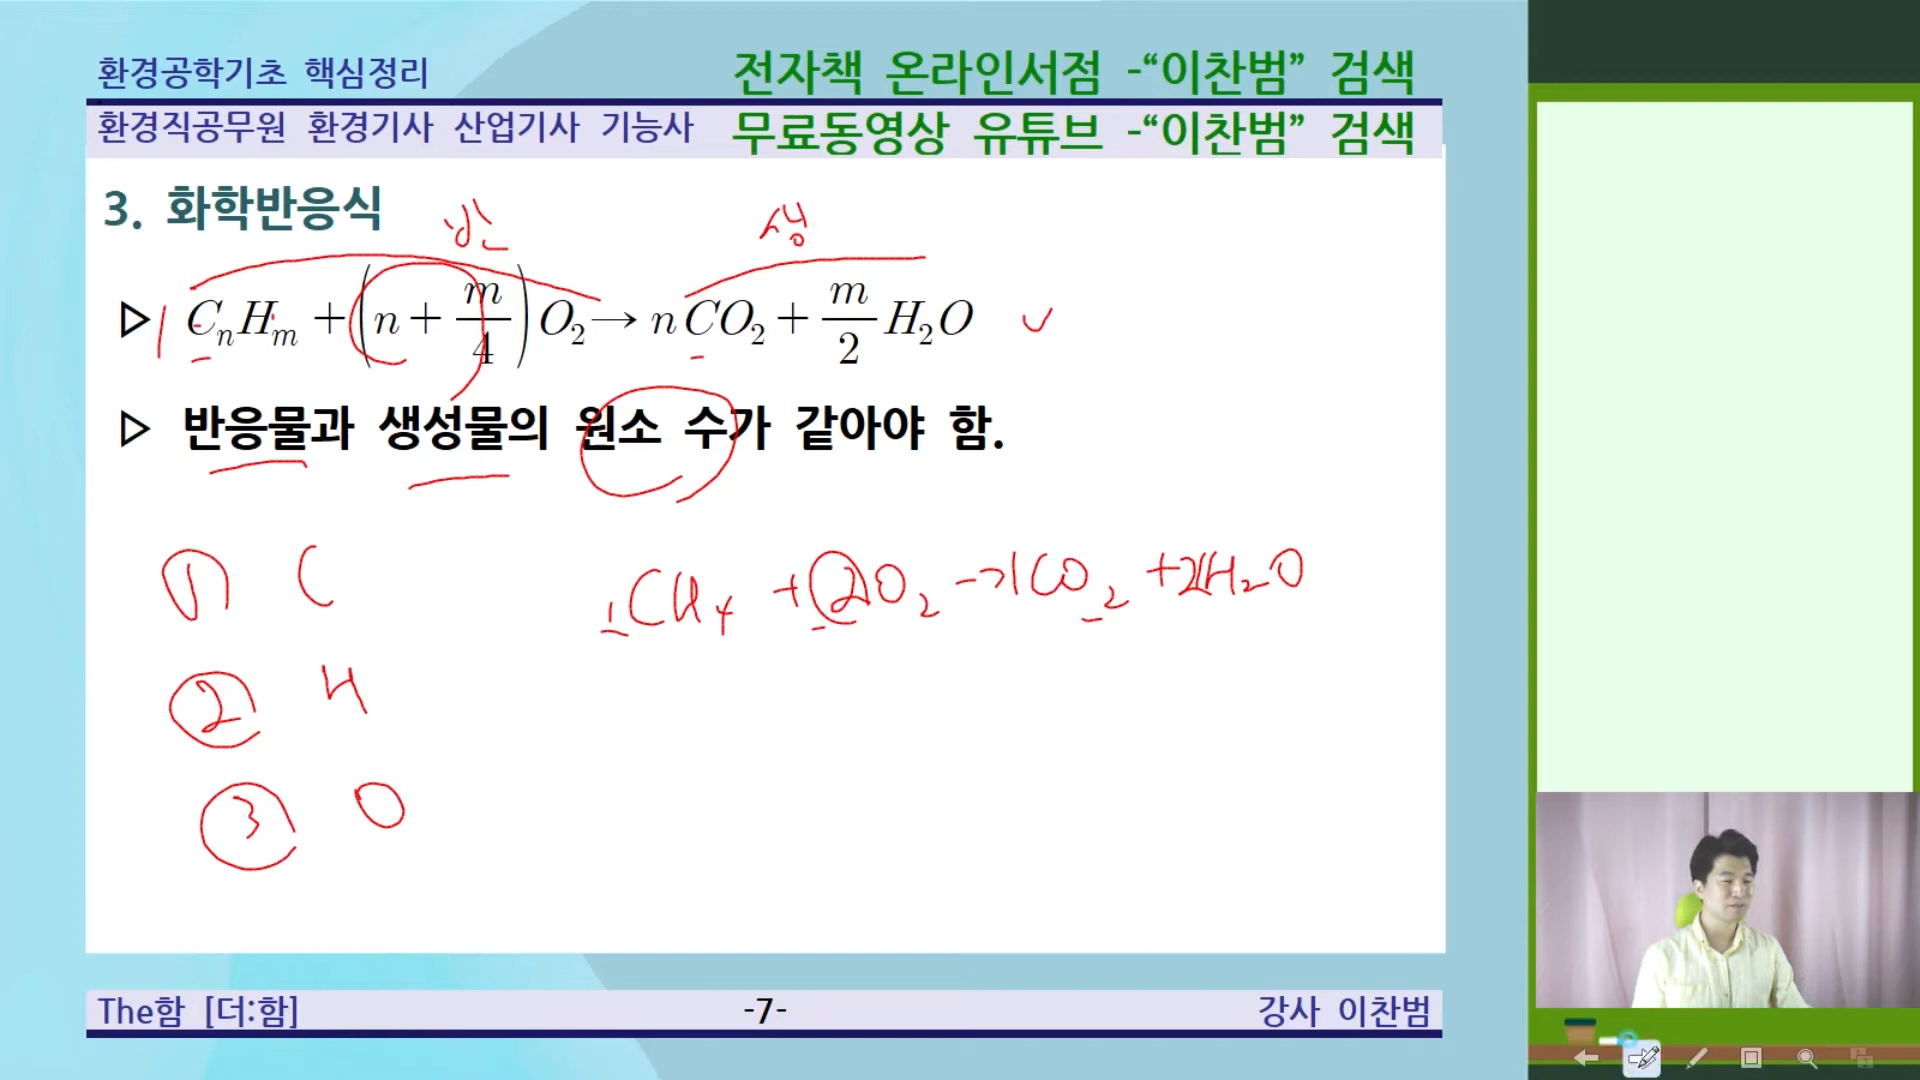 환경공학기초 핵심정리
전자책 온라인서점 -“이찬범” 검색
환경직공무원 환경기사 산업기사 기능사
무료동영상 유튜브 -“이찬범” 검색
3. 화학반응식
반 생
▷ 1 CnHm + (n + m/4) O2 → nCO2 + m/2 H2O ✓
▷ 반응물과 생성물의 원소 수가 같아야 함.
① C
1CH4 + 2O2 → 1CO2 + 2H2O
② H
③ O
The함 [더:함]
-7-
강사 이찬범